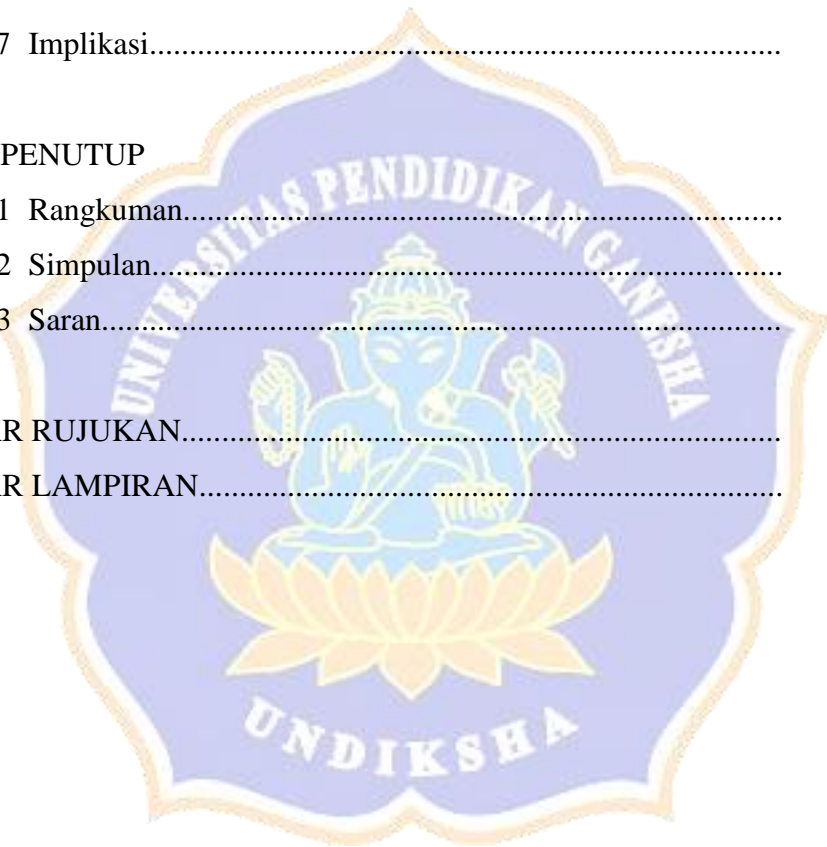 7 Implikasi................................................................................
PENUTUP
1 Rangkuman...........................................................................
2 Simpulan...............................................................................
3 Saran.....................................................................................
R RUJUKAN...........................................................................
R LAMPIRAN.........................................................................
UNIVERSITAS PENDIDIKAN GANESHA
UNDIKSHA